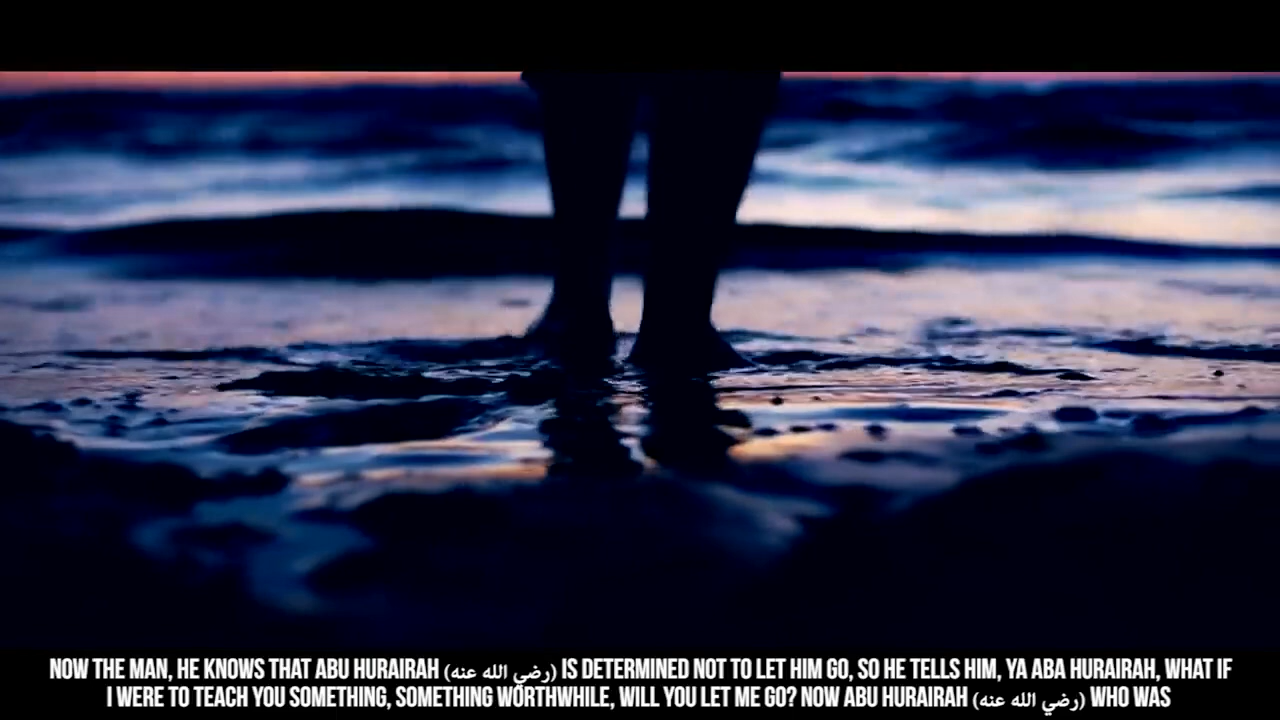 NOW THE MAN, HE KNOWS THAT ABU HURAIRAH (رضي الله عنه) IS DETERMINED NOT TO LET HIM GO, SO HE TELLS HIM, YA ABA HURAIRAH, WHAT IF
I WERE TO TEACH YOU SOMETHING, SOMETHING WORTHWHILE, WILL YOU LET ME GO? NOW ABU HURAIRAH (رضي الله عنه) WHO WAS